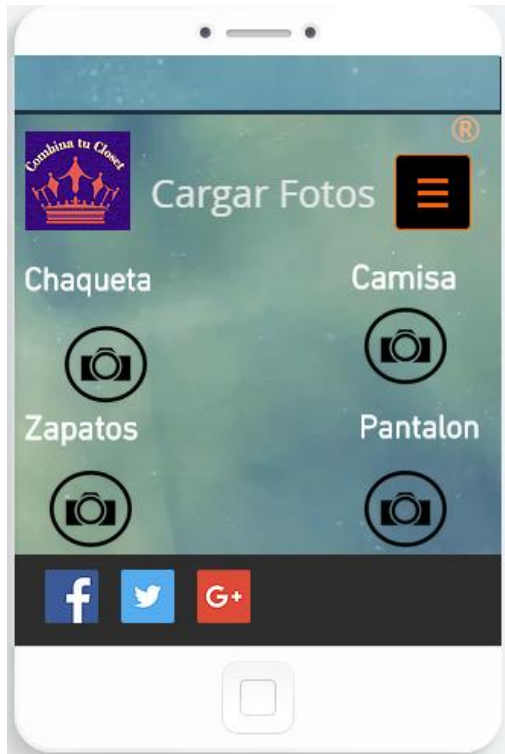 ®
Combina tu Closet
Cargar Fotos
Chaqueta
Camisa
Zapatos
Pantalon
f
G+